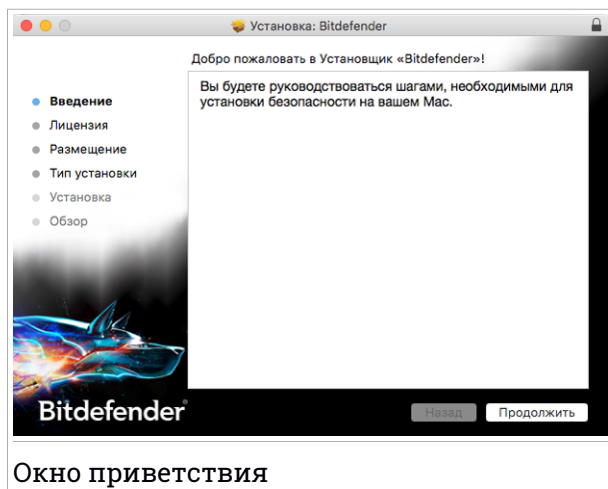 Установка: Bitdefender
Добро пожаловать в Установщик «Bitdefender»!
Введение
Лицензия
Размещение
Тип установки
Установка
Обзор
Вы будете руководствоваться шагами, необходимыми для
установки безопасности на вашем Mac.
Bitdefender®
Назад
Продолжить
Окно приветствия